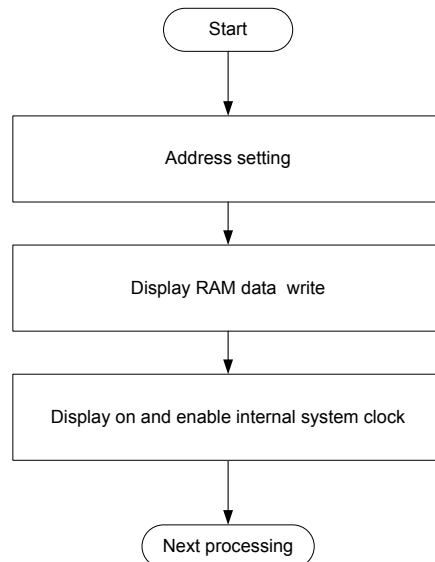 Start
Address setting
Display RAM data write
Display on and enable internal system clock
Next processing